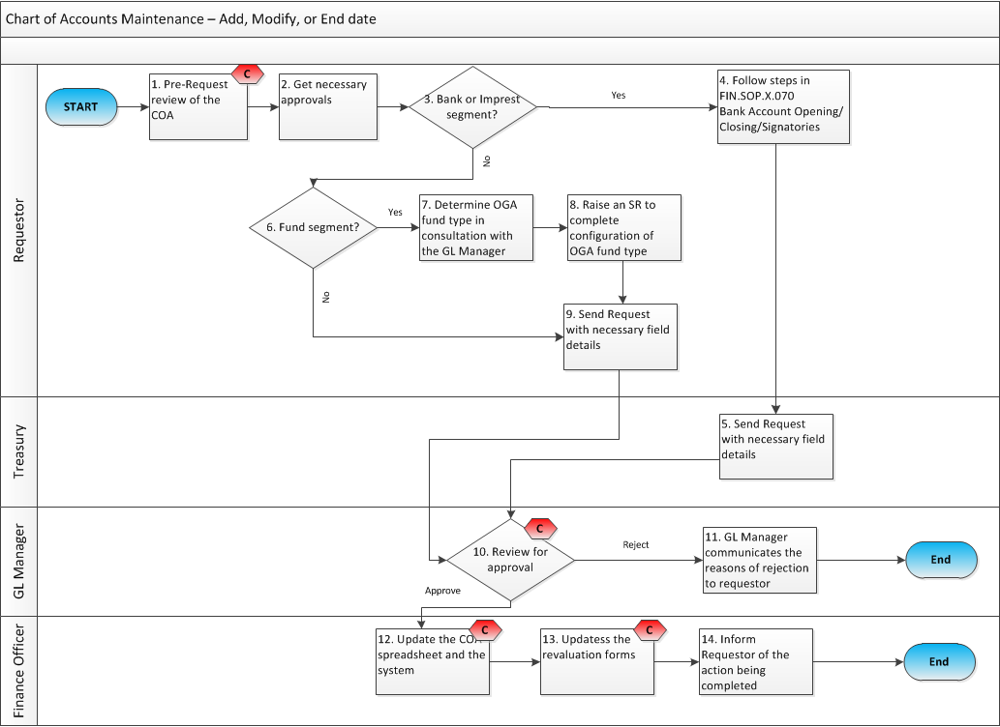 Chart of Accounts Maintenance – Add, Modify, or End date
Requestor
START
C
1. Pre-Request
review of the
COA
2. Get necessary
approvals
3. Bank or Imprest
segment?
Yes
4. Follow steps in
FIN.SOP.X.070
Bank Account Opening/
Closing/Signatories
No
6. Fund segment?
Yes
7. Determine OGA
fund type in
consultation with
the GL Manager
8. Raise an SR to
complete
configuration of
OGA fund type
No
9. Send Request
with necessary field
details
Treasury
5. Send Request
with necessary field
details
GL Manager
C
10. Review for
approval
Reject
11. GL Manager
communicates the
reasons of rejection
to requestor
End
Approve
Finance Officer
C
12. Update the COA
spreadsheet and the
system
C
13. Updatess the
revaluation forms
14. Inform
Requestor of the
action being
completed
End